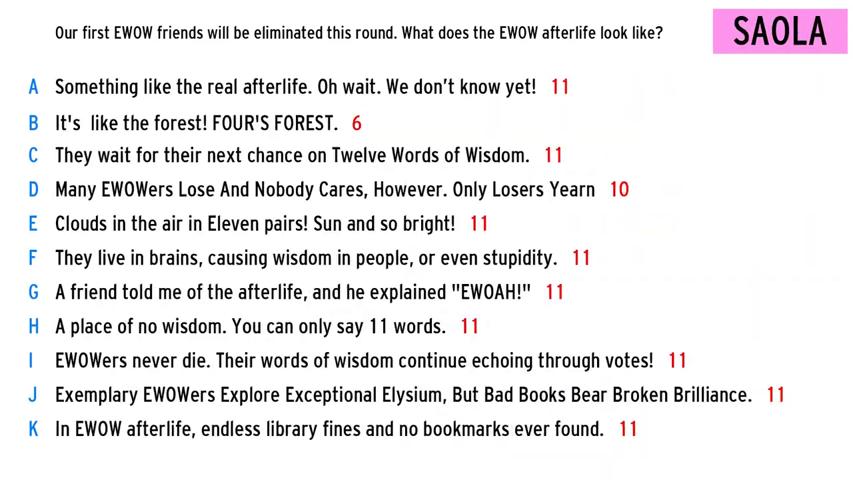 Our first EWOW friends will be eliminated this round. What does the EWOW afterlife look like?
SAOLA
A Something like the real afterlife. Oh wait. We don't know yet! 11
B It's like the forest! FOUR'S FOREST. 6
C They wait for their next chance on Twelve Words of Wisdom. 11
D Many EWOWers Lose And Nobody Cares, However. Only Losers Yearn 10
E Clouds in the air in Eleven pairs! Sun and so bright! 11
F They live in brains, causing wisdom in people, or even stupidity. 11
G A friend told me of the afterlife, and he explained "EWOAH!" 11
H A place of no wisdom. You can only say 11 words. 11
I EWOWers never die. Their words of wisdom continue echoing through votes! 11
J Exemplary EWOWers Explore Exceptional Elysium, But Bad Books Bear Broken Brilliance. 11
K In EWOW afterlife, endless library fines and no bookmarks ever found. 11